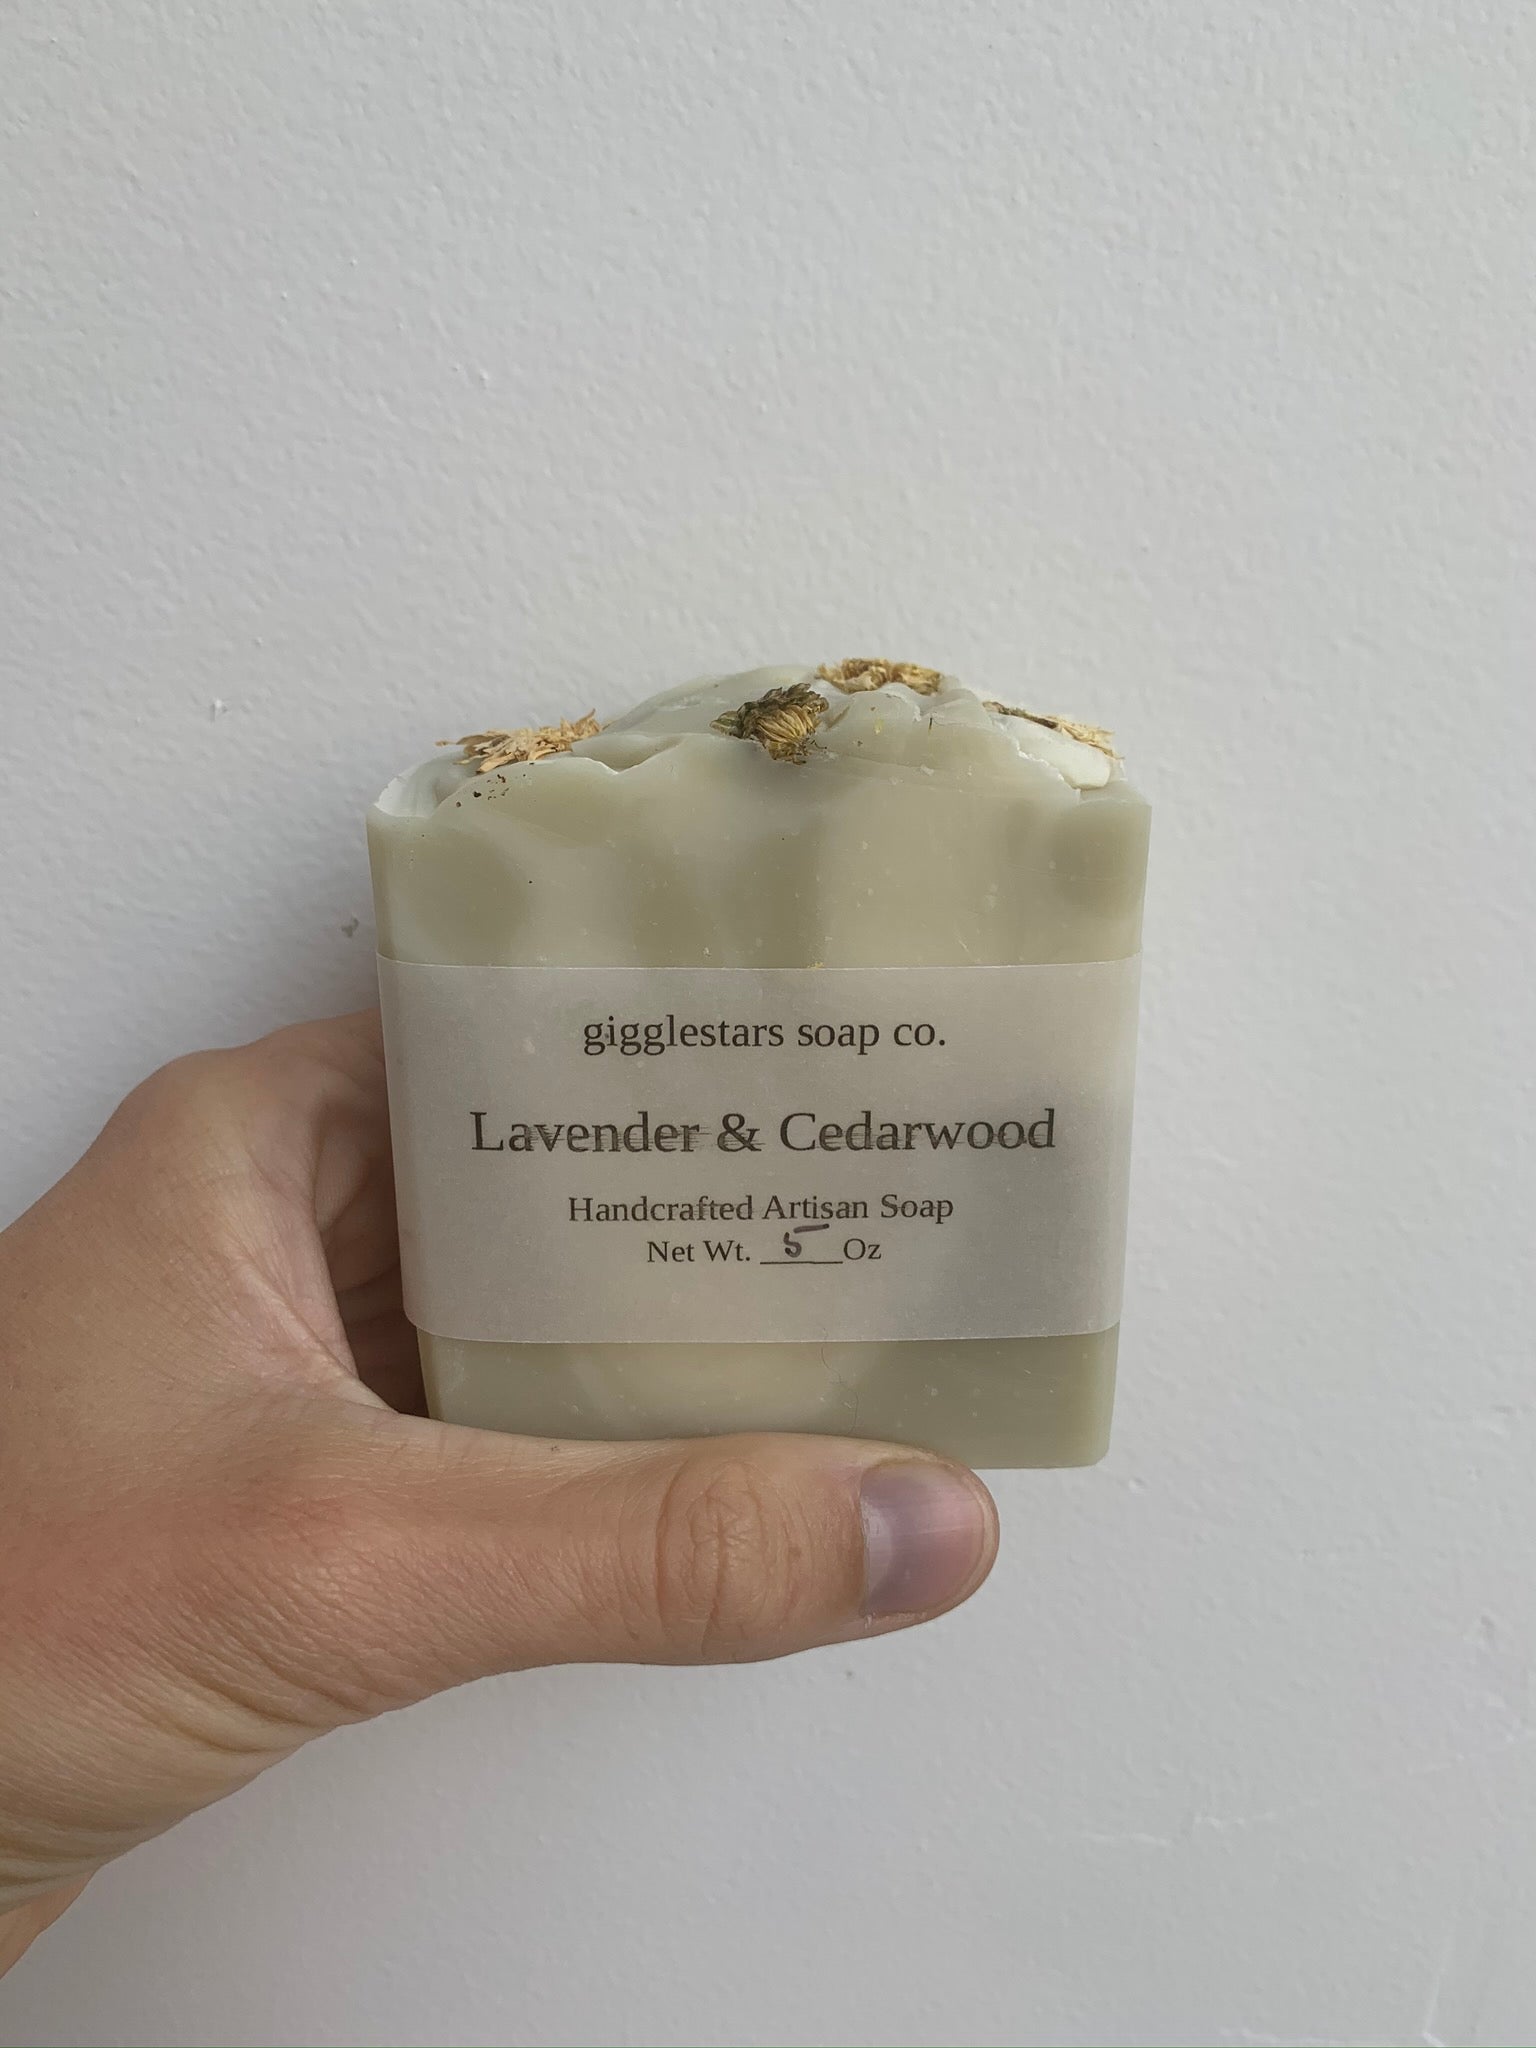 gigglestars soap co.
Lavender & Cedarwood
Handcrafted Artisan Soap
Net Wt. 5 Oz